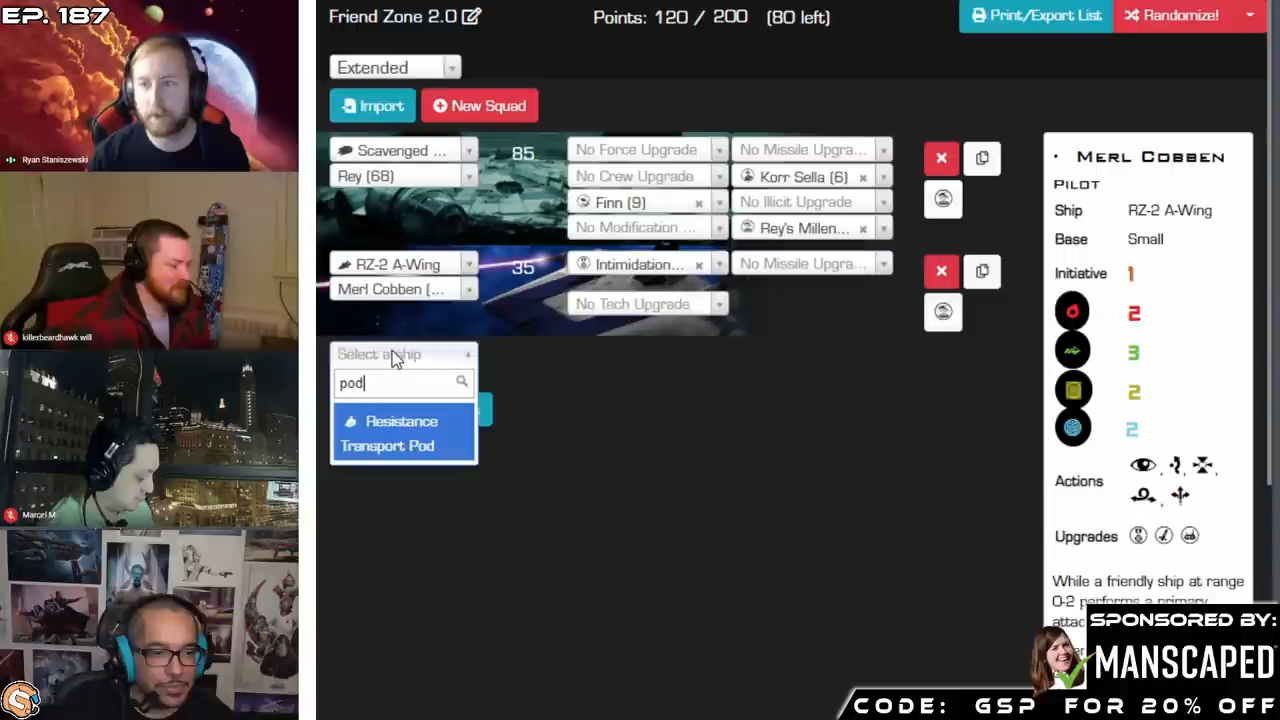 EP. 187
Ryan Staniszewski
killerbeardhawk will
Marcel M
Friend Zone 2.0
Points: 120 / 200 (80 left)
Print/Export List
Randomize!
Extended
Import
New Squad
Scavenged ...
85
No Force Upgrade
No Missile Upgra...
Rey (68)
No Crew Upgrade
Korr Sella (6)
Finn (9)
No Illicit Upgrade
No Modification ...
Rey's Millen...
RZ-2 A-Wing
35
Intimidation...
No Missile Upgra...
Merl Cobben (...
No Tech Upgrade
Select a ship
pod
Resistance
Transport Pod
Merl Cobben
Pilot
Ship RZ-2 A-Wing
Base Small
Initiative 1
2
3
2
2
Actions
Upgrades
While a friendly ship at range
0-2 performs a primary
SPONSORED BY:
MANSCAPED
CODE: GSP FOR 20% OFF